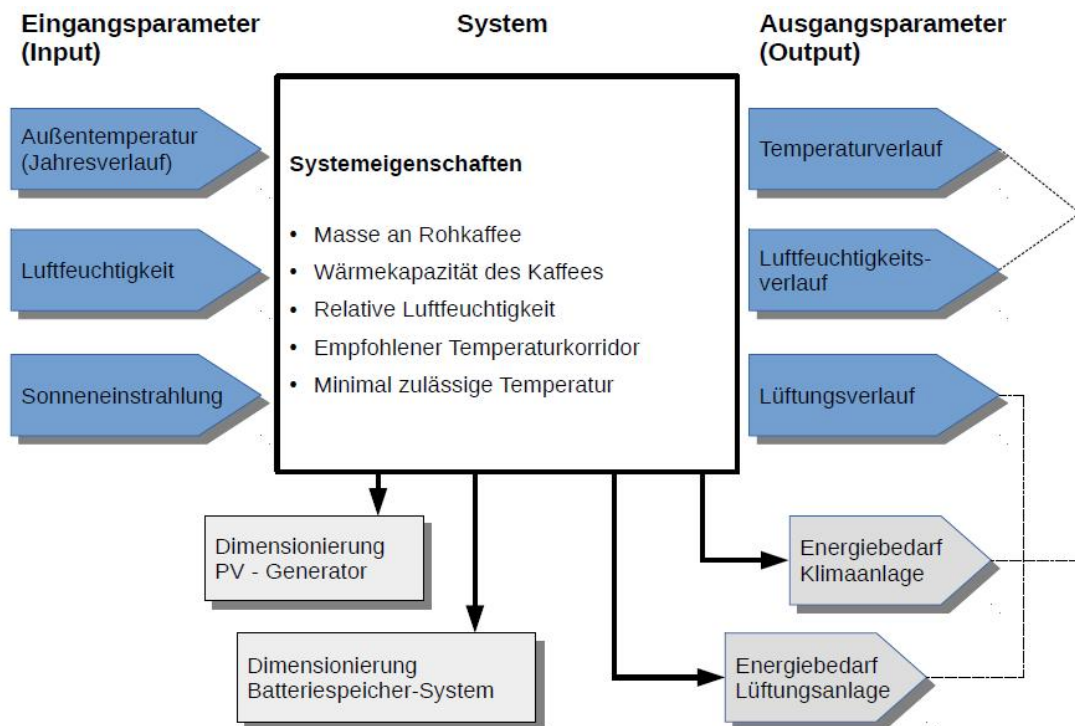 Eingangsparameter
(Input)
System
Ausgangsparameter
(Output)
Außentemperatur
(Jahresverlauf)
Luftfeuchtigkeit
Sonneneinstrahlung
Systemeigenschaften
• Masse an Rohkaffee
• Wärmekapazität des Kaffees
• Relative Luftfeuchtigkeit
• Empfohlener Temperaturkorridor
• Minimal zulässige Temperatur
Temperaturverlauf
Luftfeuchtigkeits-
verlauf
Lüftungsverlauf
Dimensionierung
PV - Generator
Dimensionierung
Batteriespeicher-System
Energiebedarf
Klimaanlage
Energiebedarf
Lüftungsanlage